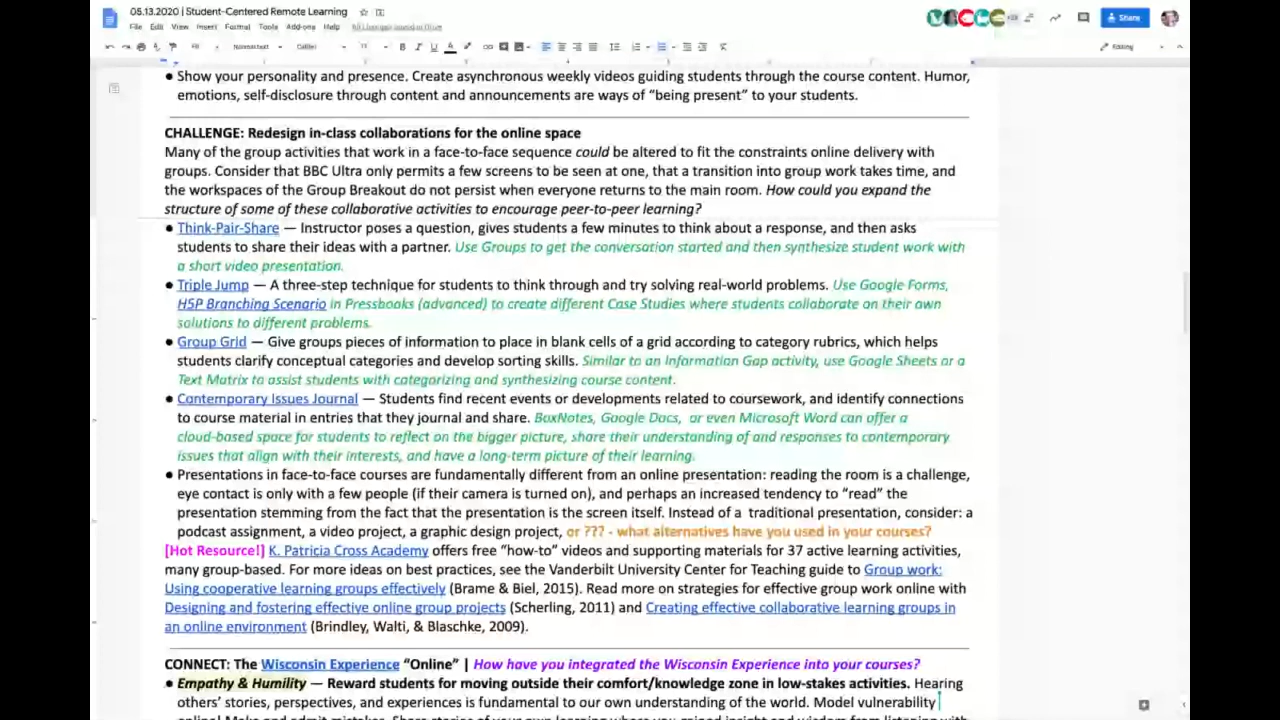 05.13.2020 | Student-Centered Remote Learning
File Edit View Insert Format Tools Add-ons Help
Share
Editing
● Show your personality and presence. Create asynchronous weekly videos guiding students through the course content. Humor,
emotions, self-disclosure through content and announcements are ways of “being present” to your students.
CHALLENGE: Redesign in-class collaborations for the online space
Many of the group activities that work in a face-to-face sequence could be altered to fit the constraints online delivery with
groups. Consider that BBC Ultra only permits a few screens to be seen at one, that a transition into group work takes time, and
the workspaces of the Group Breakout do not persist when everyone returns to the main room. How could you expand the
structure of some of these collaborative activities to encourage peer-to-peer learning?
● Think-Pair-Share — Instructor poses a question, gives students a few minutes to think about a response, and then asks
students to share their ideas with a partner. Use Groups to get the conversation started and then synthesize student work with
a short video presentation.
● Triple Jump — A three-step technique for students to think through and try solving real-world problems. Use Google Forms,
H5P Branching Scenario in Pressbooks (advanced) to create different Case Studies where students collaborate on their own
solutions to different problems.
● Group Grid — Give groups pieces of information to place in blank cells of a grid according to category rubrics, which helps
students clarify conceptual categories and develop sorting skills. Similar to an Information Gap activity, use Google Sheets or a
Text Matrix to assist students with categorizing and synthesizing course content.
● Contemporary Issues Journal — Students find recent events or developments related to coursework, and identify connections
to course material in entries that they journal and share. BoxNotes, Google Docs, or even Microsoft Word can offer a
cloud-based space for students to reflect on the bigger picture, share their understanding of and responses to contemporary
issues that align with their interests, and have a long-term picture of their learning.
● Presentations in face-to-face courses are fundamentally different from an online presentation: reading the room is a challenge,
eye contact is only with a few people (if their camera is turned on), and perhaps an increased tendency to “read” the
presentation stemming from the fact that the presentation is the screen itself. Instead of a traditional presentation, consider: a
podcast assignment, a video project, a graphic design project, or ??? - what alternatives have you used in your courses?
[Hot Resource!] K. Patricia Cross Academy offers free “how-to” videos and supporting materials for 37 active learning activities,
many group-based. For more ideas on best practices, see the Vanderbilt University Center for Teaching guide to Group work:
Using cooperative learning groups effectively (Brame & Biel, 2015). Read more on strategies for effective group work online with
Designing and fostering effective online group projects (Scherling, 2011) and Creating effective collaborative learning groups in
an online environment (Brindley, Walti, & Blaschke, 2009).
CONNECT: The Wisconsin Experience “Online” | How have you integrated the Wisconsin Experience into your courses?
● Empathy & Humility — Reward students for moving outside their comfort/knowledge zone in low-stakes activities. Hearing
others’ stories, perspectives, and experiences is fundamental to our own understanding of the world. Model vulnerability